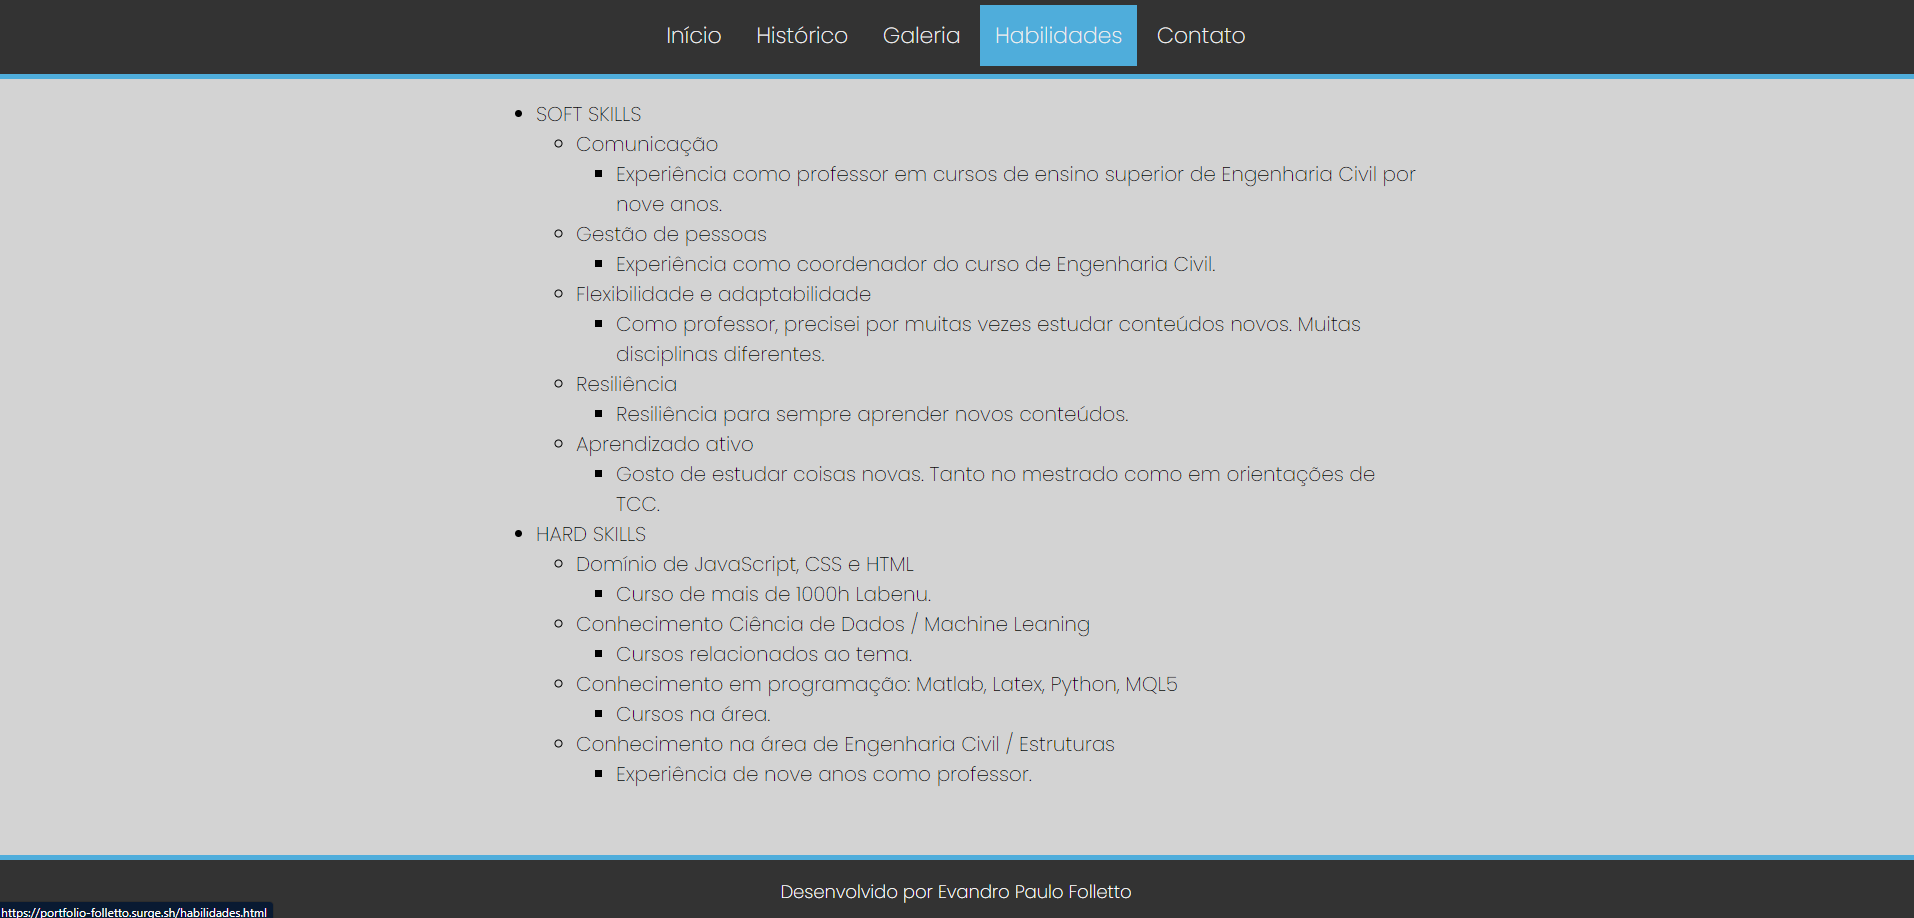 Início Histórico Galeria Habilidades Contato
SOFT SKILLS
Comunicação
Experiência como professor em cursos de ensino superior de Engenharia Civil por
nove anos.
Gestão de pessoas
Experiência como coordenador do curso de Engenharia Civil.
Flexibilidade e adaptabilidade
Como professor, precisei por muitas vezes estudar conteúdos novos. Muitas
disciplinas diferentes.
Resiliência
Resiliência para sempre aprender novos conteúdos.
Aprendizado ativo
Gosto de estudar coisas novas. Tanto no mestrado como em orientações de
TCC.
HARD SKILLS
Domínio de JavaScript, CSS e HTML
Curso de mais de 1000h Labenu.
Conhecimento Ciência de Dados / Machine Leaning
Cursos relacionados ao tema.
Conhecimento em programação: Matlab, Latex, Python, MQL5
Cursos na área.
Conhecimento na área de Engenharia Civil / Estruturas
Experiência de nove anos como professor.
Desenvolvido por Evandro Paulo Folletto
https://portfolio-folletto.surge.sh/habilidades.html